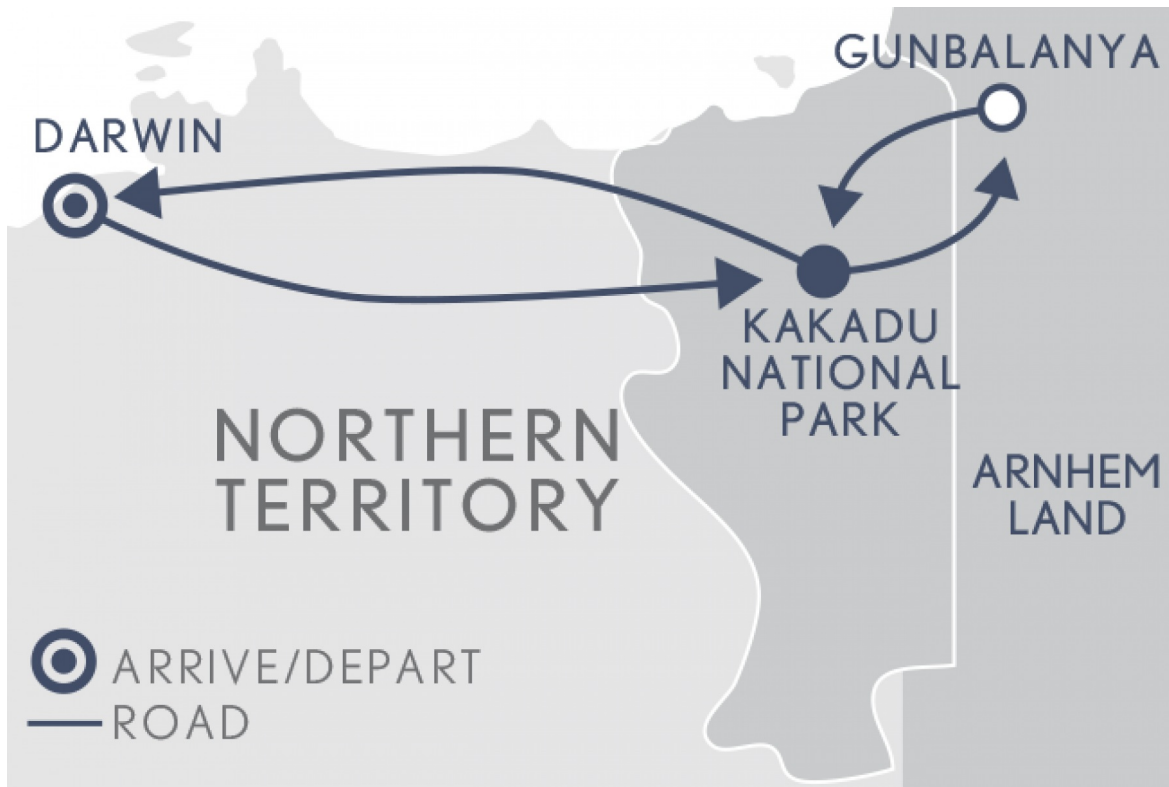 GUNBALANYA
DARWIN
KAKADU
NATIONAL
PARK
NORTHERN
TERRITORY
ARNHEM
LAND
ARRIVE/DEPART
ROAD